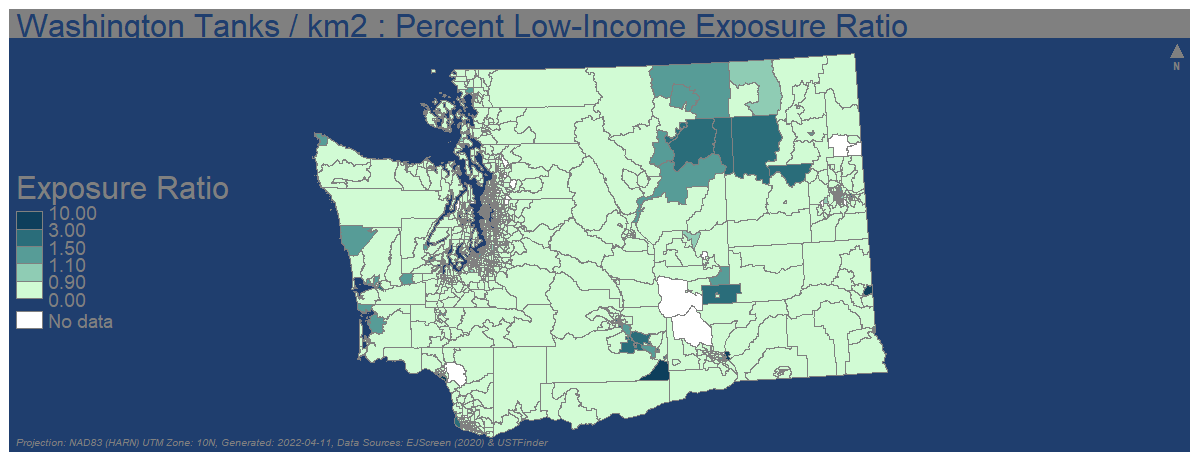 Washington Tanks / km2 : Percent Low-Income Exposure Ratio
N
Exposure Ratio
10.00
3.00
1.50
1.10
0.90
0.00
No data
Projection: NAD83 (HARN) UTM Zone: 10N, Generated: 2022-04-11, Data Sources: EJScreen (2020) & USTFinder